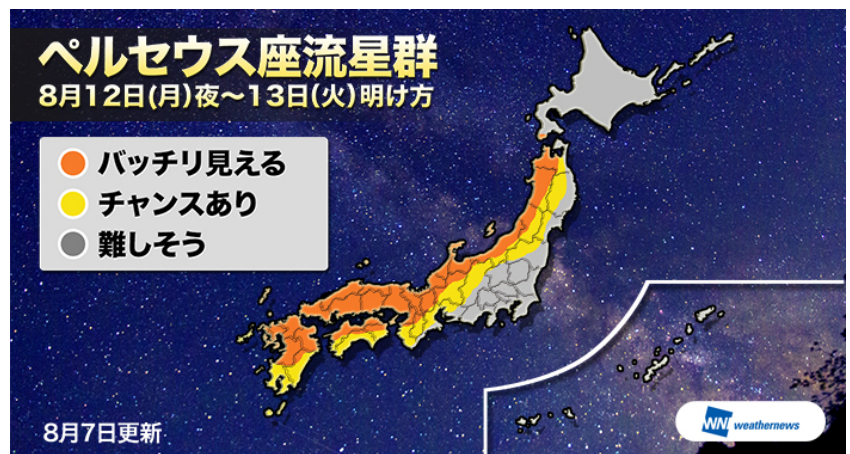 ペルセウス座流星群
8月12日(月)夜～13日(火)明け方
バッチリ見える
チャンスあり
難しそう
8月7日更新
WNI weathernews